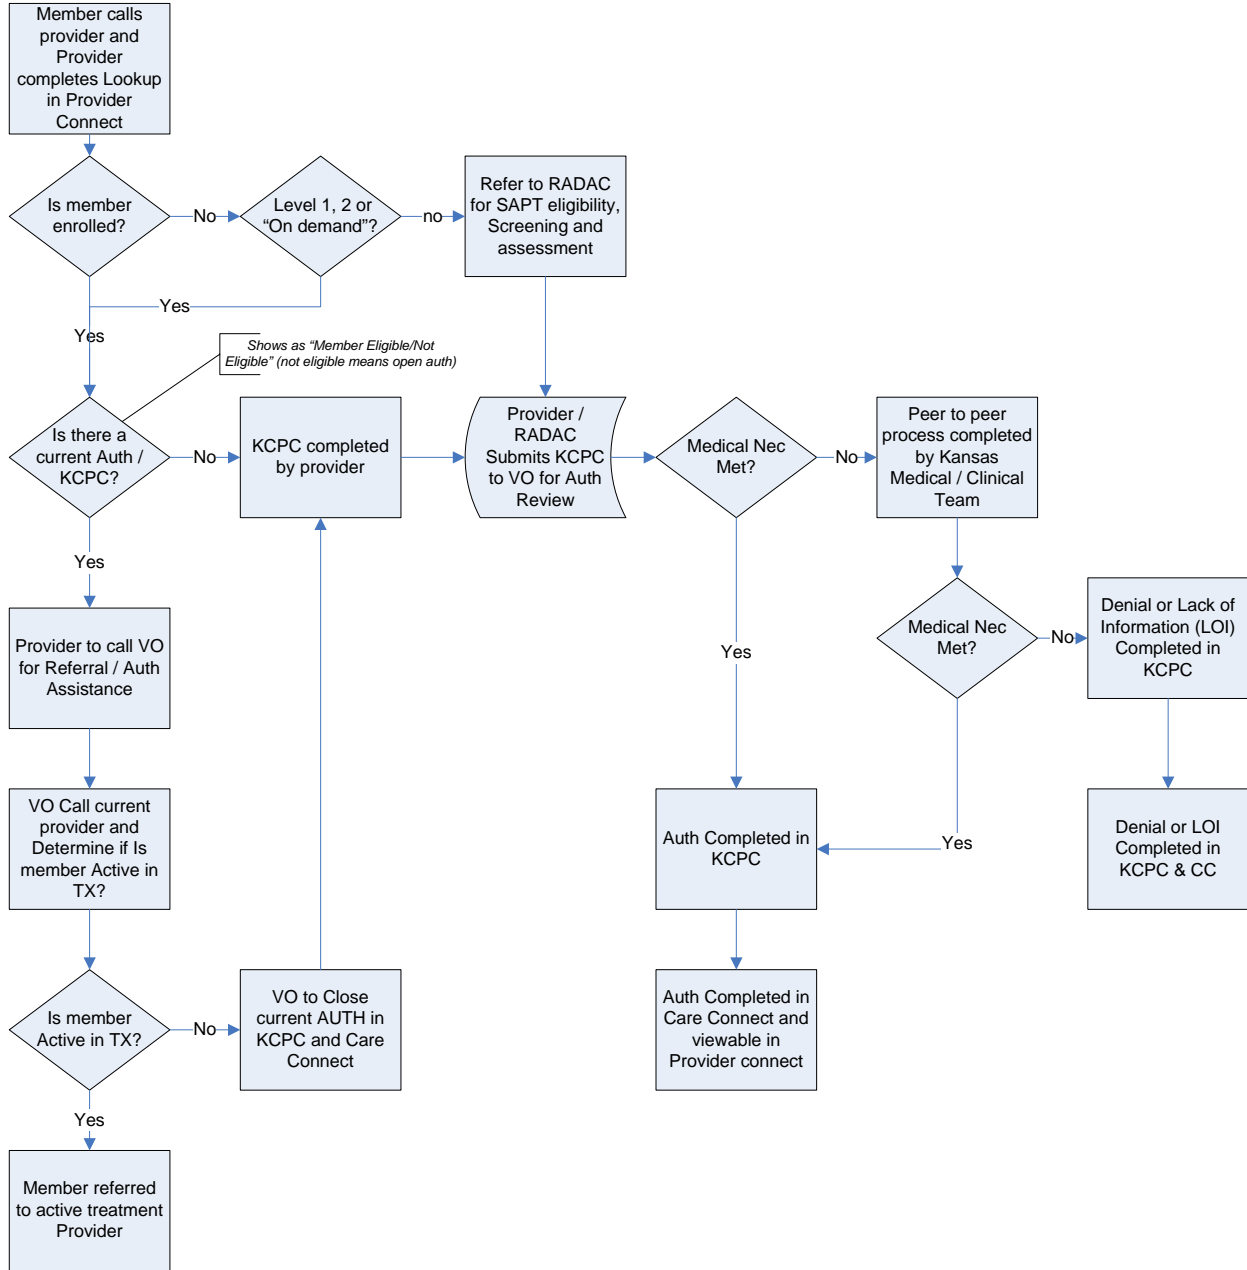 Member calls
provider and
Provider
completes Lookup
in Provider
Connect
Is member
enrolled?
No
Level 1, 2 or
“On demand”?
no
Refer to RADAC
for SAPT eligibility,
Screening and
assessment
Yes
Yes
Shows as “Member Eligible/Not
Eligible” (not eligible means open auth)
Is there a
current Auth /
KCPC?
No
KCPC completed
by provider
Provider /
RADAC
Submits KCPC
to VO for Auth
Review
Medical Nec
Met?
No
Peer to peer
process completed
by Kansas
Medical / Clinical
Team
Yes
Provider to call VO
for Referral / Auth
Assistance
Yes
Medical Nec
Met?
No
Denial or Lack of
Information (LOI)
Completed in
KCPC
VO Call current
provider and
Determine if Is
member Active in
TX?
Auth Completed in
KCPC
Yes
Denial or LOI
Completed in
KCPC & CC
Is member
Active in TX?
No
VO to Close
current AUTH in
KCPC and Care
Connect
Auth Completed in
Care Connect and
viewable in
Provider connect
Yes
Member referred
to active treatment
Provider